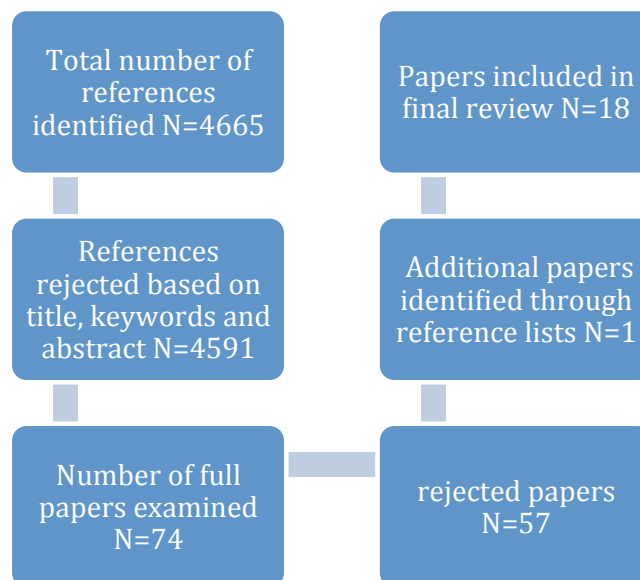 Total number of
references
identified N=4665
References
rejected based on
title, keywords and
abstract N=4591
Number of full
papers examined
N=74
rejected papers
N=57
Additional papers
identified through
reference lists N=1
Papers included in
final review N=18